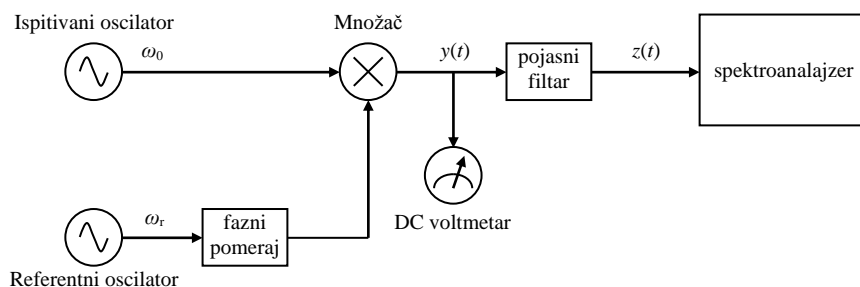 Ispitivani oscilator
Množač
ω0
y(t)
pojasni
filtar
z(t)
spektroanalajzer
DC voltmetar
ωr
fazni
pomeraj
Referentni oscilator